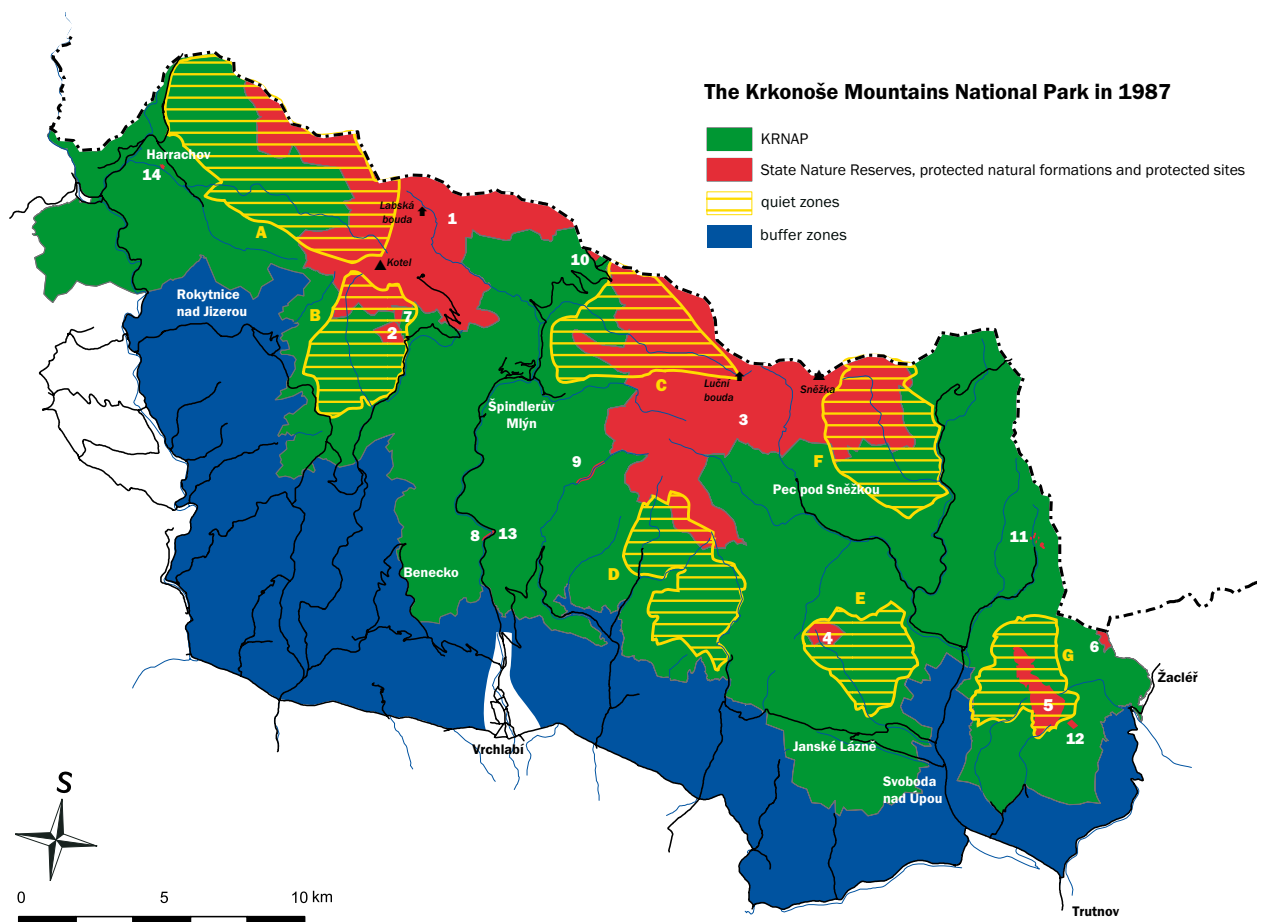 The Krkonoše Mountains National Park in 1987
KRNAP
State Nature Reserves, protected natural formations and protected sites
quiet zones
buffer zones
Harrachov
14
A
Labská
bouda
1
Kotel
10
Rokytnice
nad Jizerou
B
7
2
C
Luční
bouda
Sněžka
Špindlerův
Mlýn
3
9
F
Pec pod Sněžkou
8
13
11
Benecko
D
E
4
6
G
Žacléř
5
12
Vrchlabí
Janské Lázně
Svoboda
nad Úpou
S
0 5 10 km
Trutnov